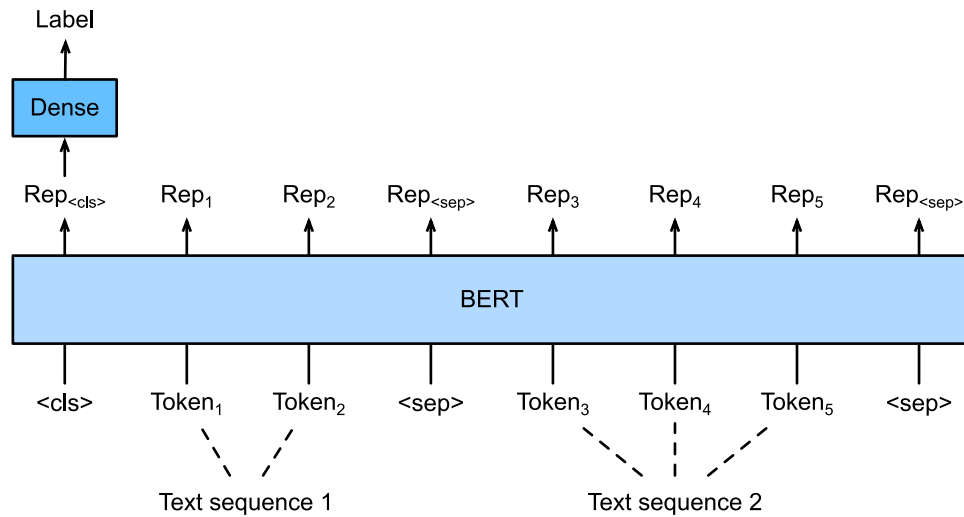 Label
Dense
Rep<cls> Rep1 Rep2 Rep<sep> Rep3 Rep4 Rep5 Rep<sep>
BERT
<cls> Token1 Token2 <sep> Token3 Token4 Token5 <sep>
Text sequence 1 Text sequence 2